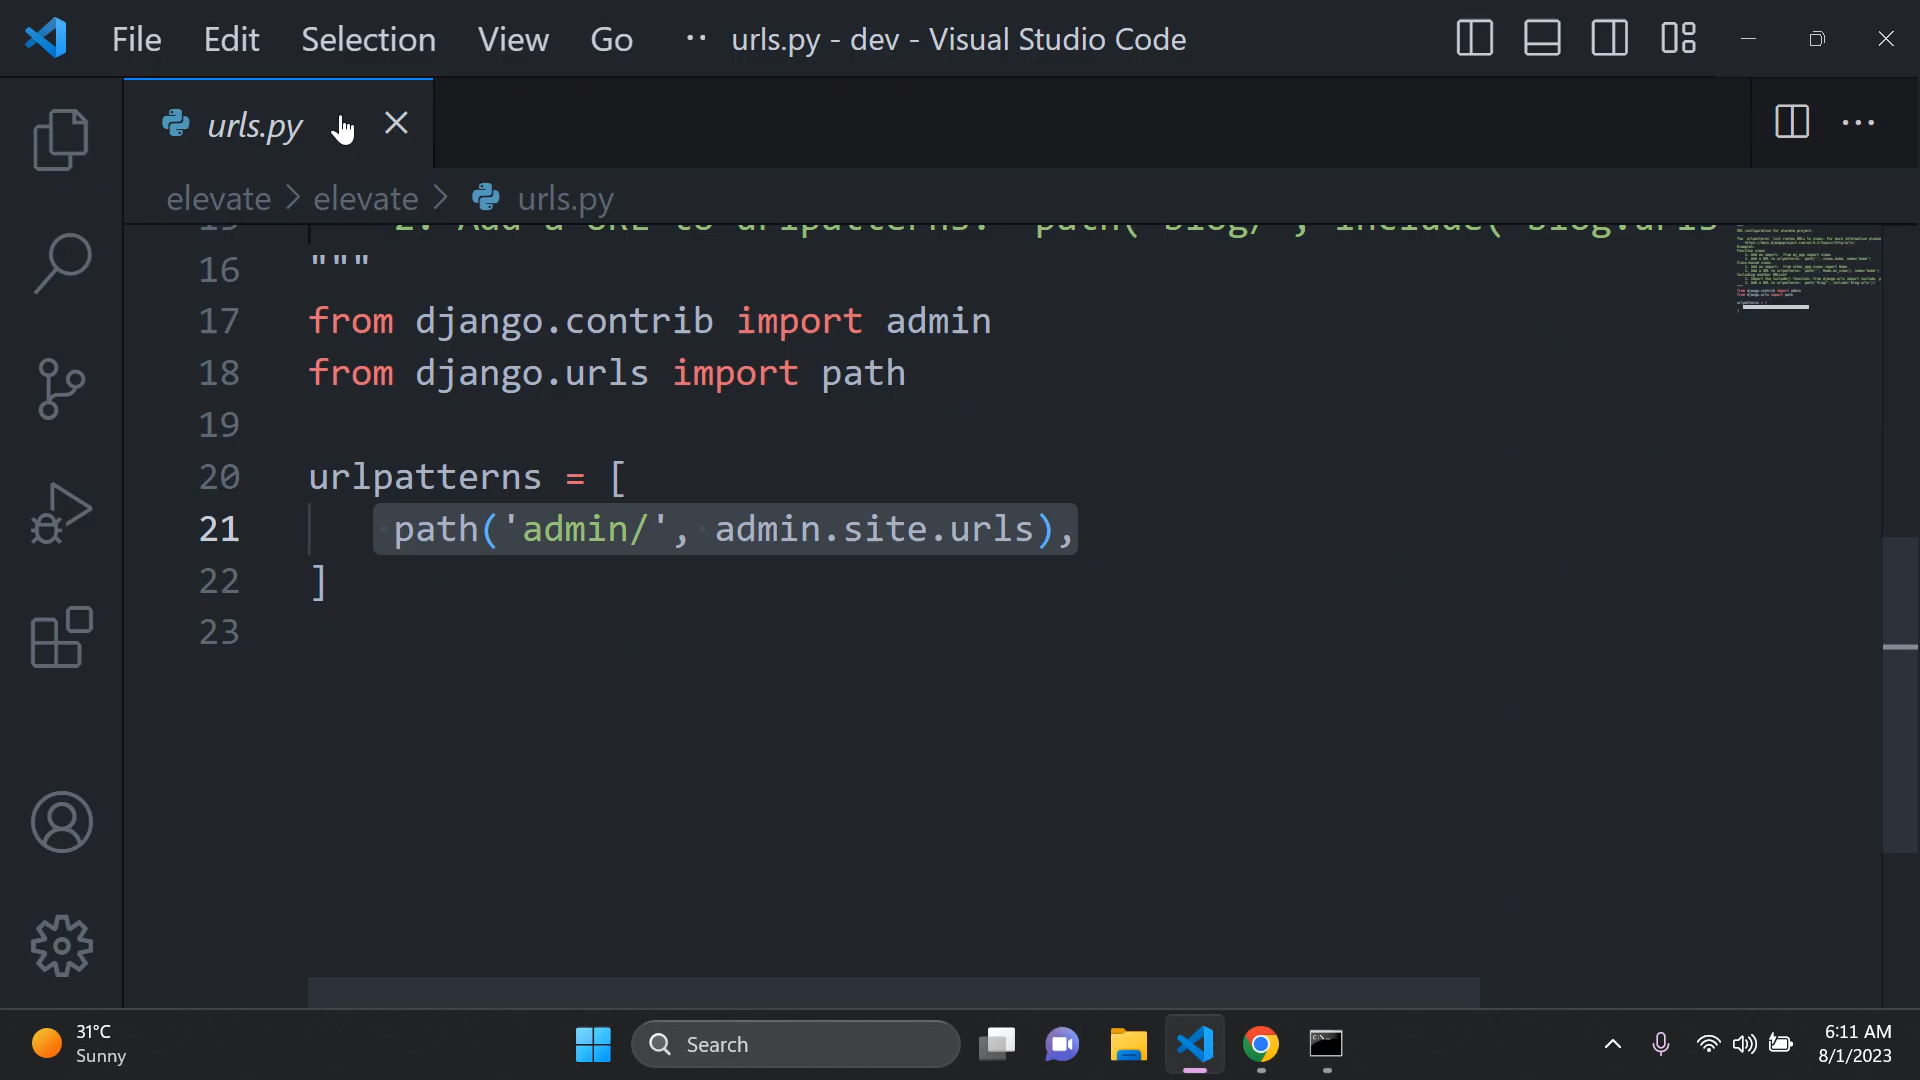 File Edit Selection View Go ·· urls.py - dev - Visual Studio Code
urls.py
elevate > elevate > urls.py
16 """
17 from django.contrib import admin
18 from django.urls import path
19
20 urlpatterns = [
21 path('admin/', admin.site.urls),
22 ]
23
31°C
Sunny
Search
6:11 AM
8/1/2023